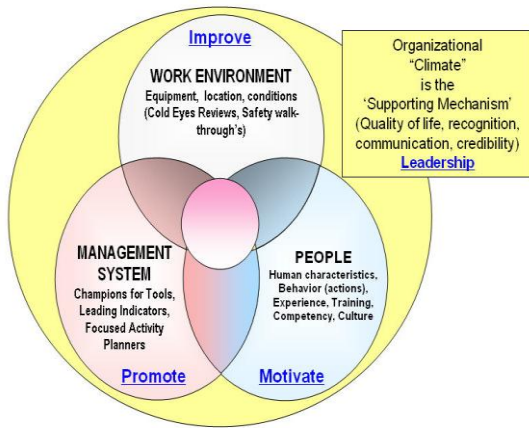 Improve
WORK ENVIRONMENT
Equipment, location, conditions
(Cold Eyes Reviews, Safety walk-
through's)
Organizational
“Climate”
is the
‘Supporting Mechanism’
(Quality of life, recognition,
communication, credibility)
Leadership
MANAGEMENT
SYSTEM
Champions for Tools,
Leading Indicators,
Focused Activity
Planners
Promote
PEOPLE
Human characteristics,
Behavior (actions),
Experience, Training,
Competency, Culture
Motivate